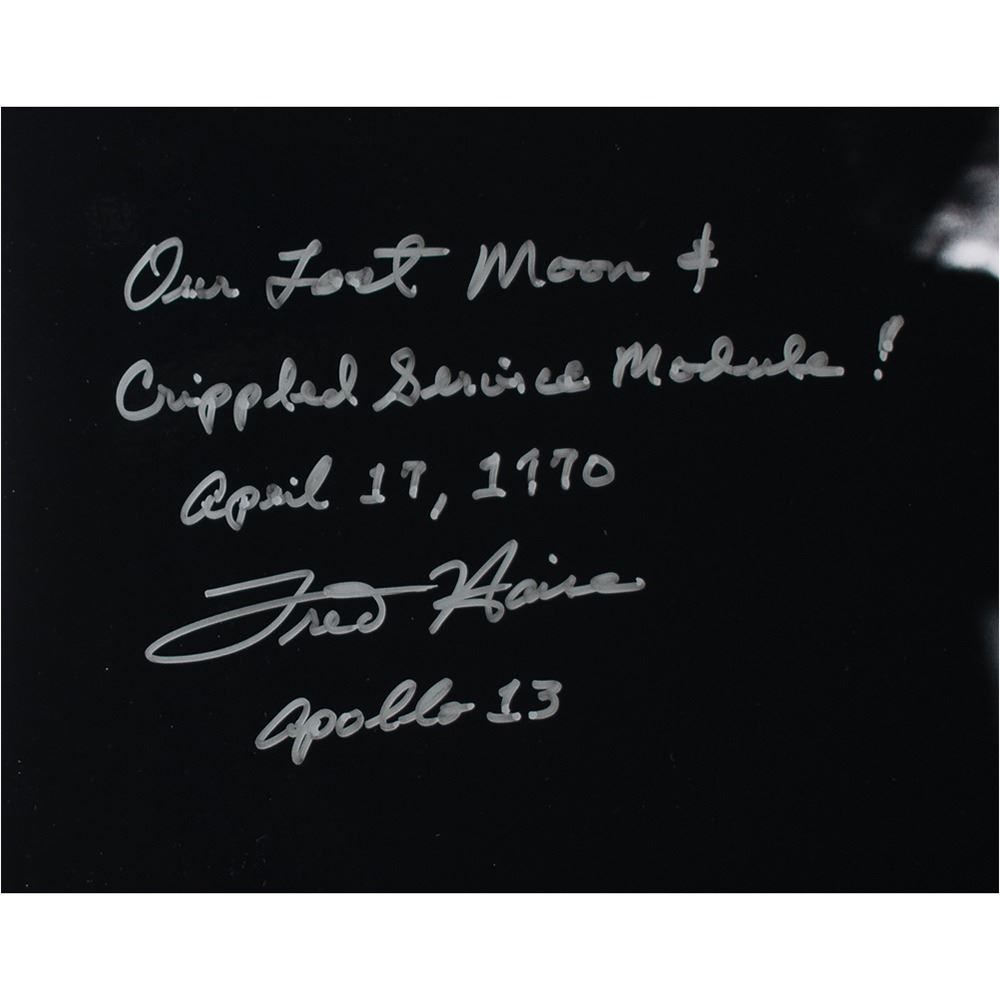 Our Lost Moon &
Crippled Service Module!
April 17, 1970
Fred Haise
Apollo 13